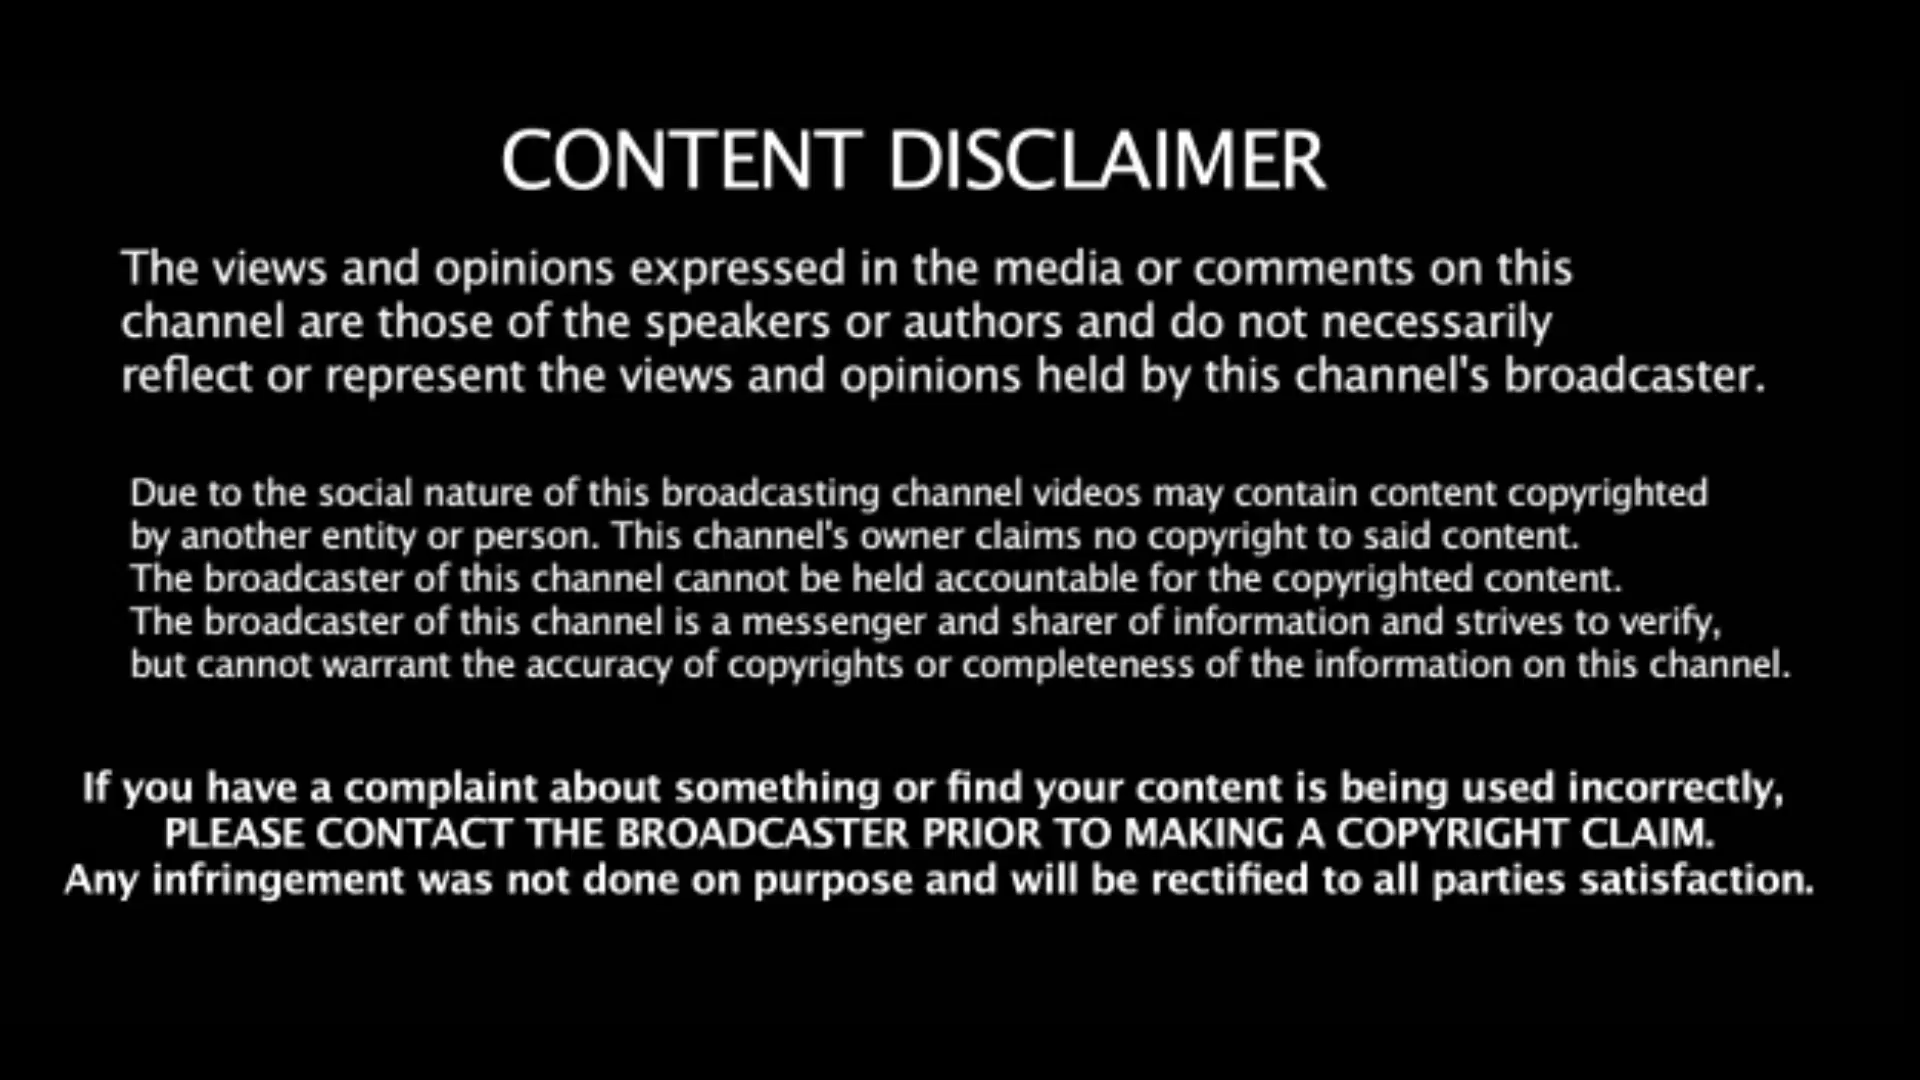 CONTENT DISCLAIMER
The views and opinions expressed in the media or comments on this
channel are those of the speakers or authors and do not necessarily
reflect or represent the views and opinions held by this channel's broadcaster.
Due to the social nature of this broadcasting channel videos may contain content copyrighted
by another entity or person. This channel's owner claims no copyright to said content.
The broadcaster of this channel cannot be held accountable for the copyrighted content.
The broadcaster of this channel is a messenger and sharer of information and strives to verify,
but cannot warrant the accuracy of copyrights or completeness of the information on this channel.
If you have a complaint about something or find your content is being used incorrectly,
PLEASE CONTACT THE BROADCASTER PRIOR TO MAKING A COPYRIGHT CLAIM.
Any infringement was not done on purpose and will be rectified to all parties satisfaction.